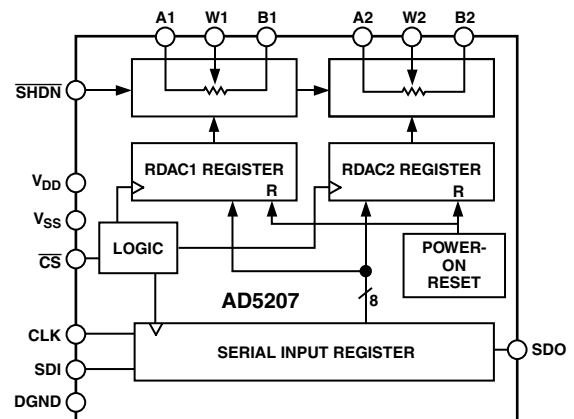 A1 W1 B1 A2 W2 B2
SHDN
RDAC1 REGISTER
R
RDAC2 REGISTER
R
VDD
VSS
CS
LOGIC
POWER-
ON
RESET
8
AD5207
CLK
SDI
DGND
SERIAL INPUT REGISTER
SDO